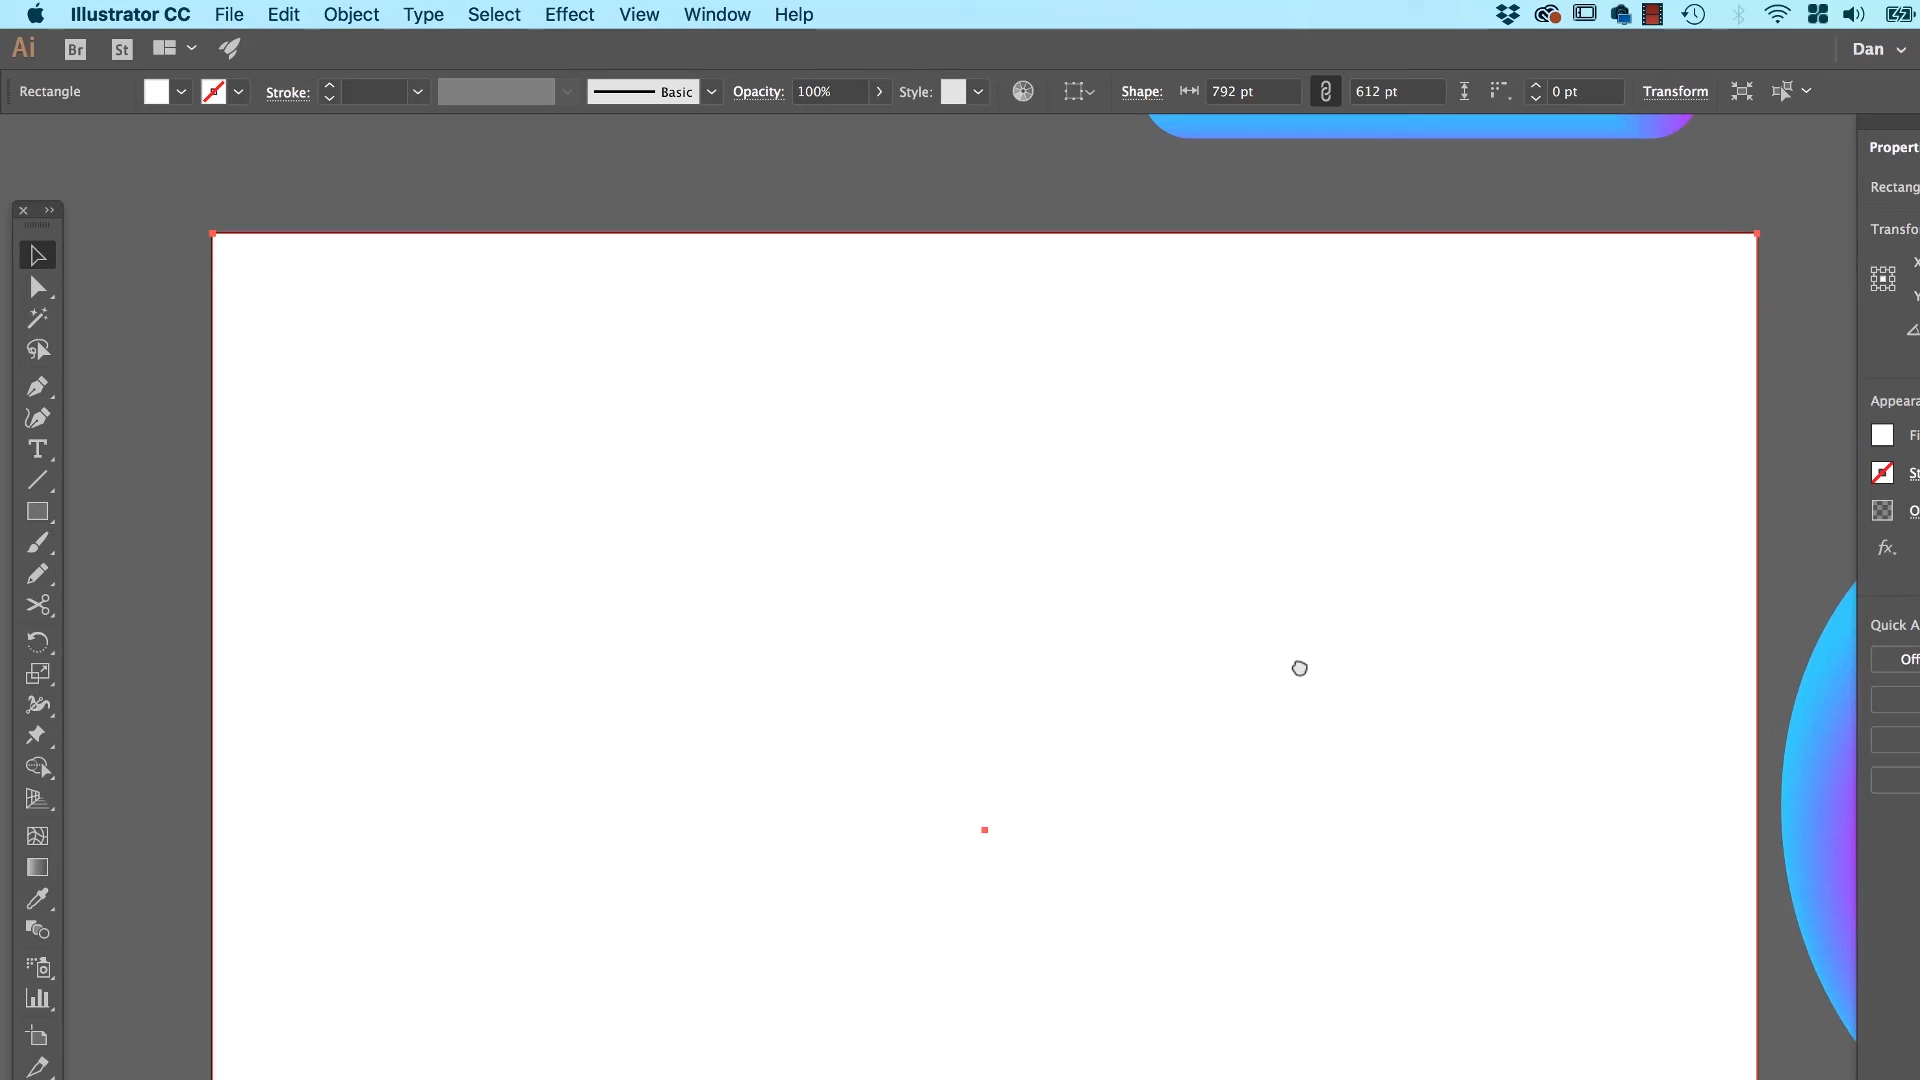 Illustrator CC File Edit Object Type Select Effect View Window Help
Ai Br St Dan
Rectangle Stroke: Basic Opacity: 100% Style: Shape: 792 pt 612 pt 0 pt Transform
Propert
Rectang
Transfo
X
Y
Appeara
Fi
St
O
fx.
Quick A
Off